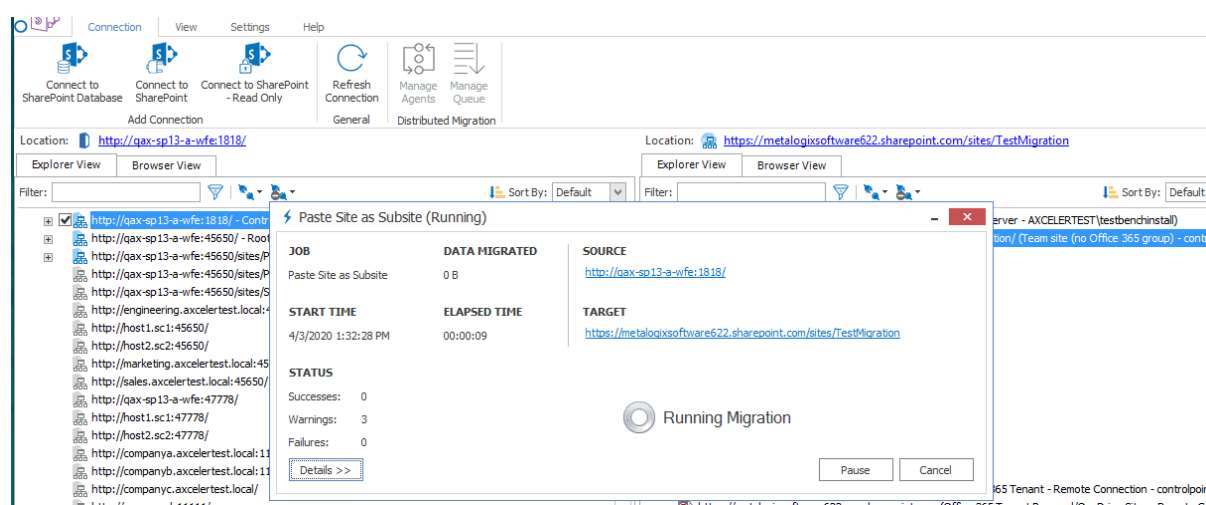 Connection View Settings Help
Connect to SharePoint Database
Connect to SharePoint
Connect to SharePoint - Read Only
Refresh Connection
Manage Agents
Manage Queue
Add Connection General Distributed Migration
Location: http://qax-sp13-a-wfe:1818/
Location: https://metalogixsoftware622.sharepoint.com/sites/TestMigration
Explorer View Browser View
Explorer View Browser View
Filter: Sort By: Default
Filter: Sort By: Default
http://qax-sp13-a-wfe:1818/ - Contr
http://qax-sp13-a-wfe:45650/ - Root
http://qax-sp13-a-wfe:45650/sites/P
http://qax-sp13-a-wfe:45650/sites/P
http://qax-sp13-a-wfe:45650/sites/S
http://engineering.axcelertest.local:4
http://host1.sc1:45650/
http://host2.sc2:45650/
http://marketing.axcelertest.local:45
http://sales.axcelertest.local:45650/
http://qax-sp13-a-wfe:47778/
http://host1.sc1:47778/
http://host2.sc2:47778/
http://companya.axcelertest.local:11
http://companyb.axcelertest.local:11
http://companyc.axcelertest.local/
Paste Site as Subsite (Running)
JOB DATA MIGRATED SOURCE
Paste Site as Subsite 0 B http://qax-sp13-a-wfe:1818/
START TIME ELAPSED TIME TARGET
4/3/2020 1:32:28 PM 00:00:09 https://metalogixsoftware622.sharepoint.com/sites/TestMigration
STATUS
Successes: 0
Warnings: 3
Failures: 0
Running Migration
Details >> Pause Cancel
erver - AXCELERTEST\testbenchinstall)
tion/ (Team site (no Office 365 group) - contr
365 Tenant - Remote Connection - controlpoin